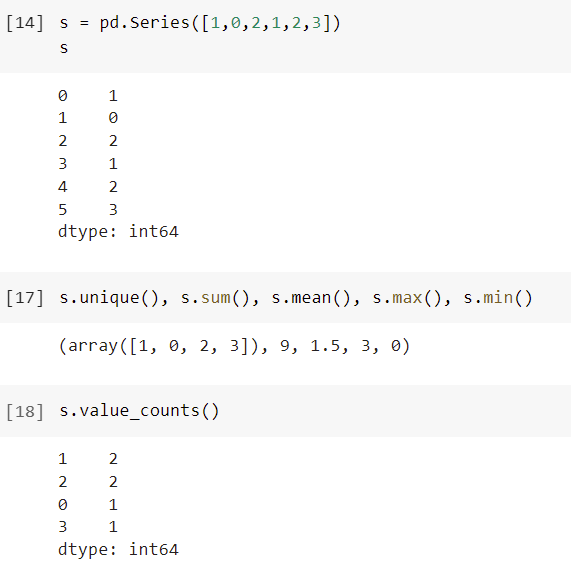 [14] s = pd.Series([1,0,2,1,2,3])
s
0 1
1 0
2 2
3 1
4 2
5 3
dtype: int64
[17] s.unique(), s.sum(), s.mean(), s.max(), s.min()
(array([1, 0, 2, 3]), 9, 1.5, 3, 0)
[18] s.value_counts()
1 2
2 2
0 1
3 1
dtype: int64